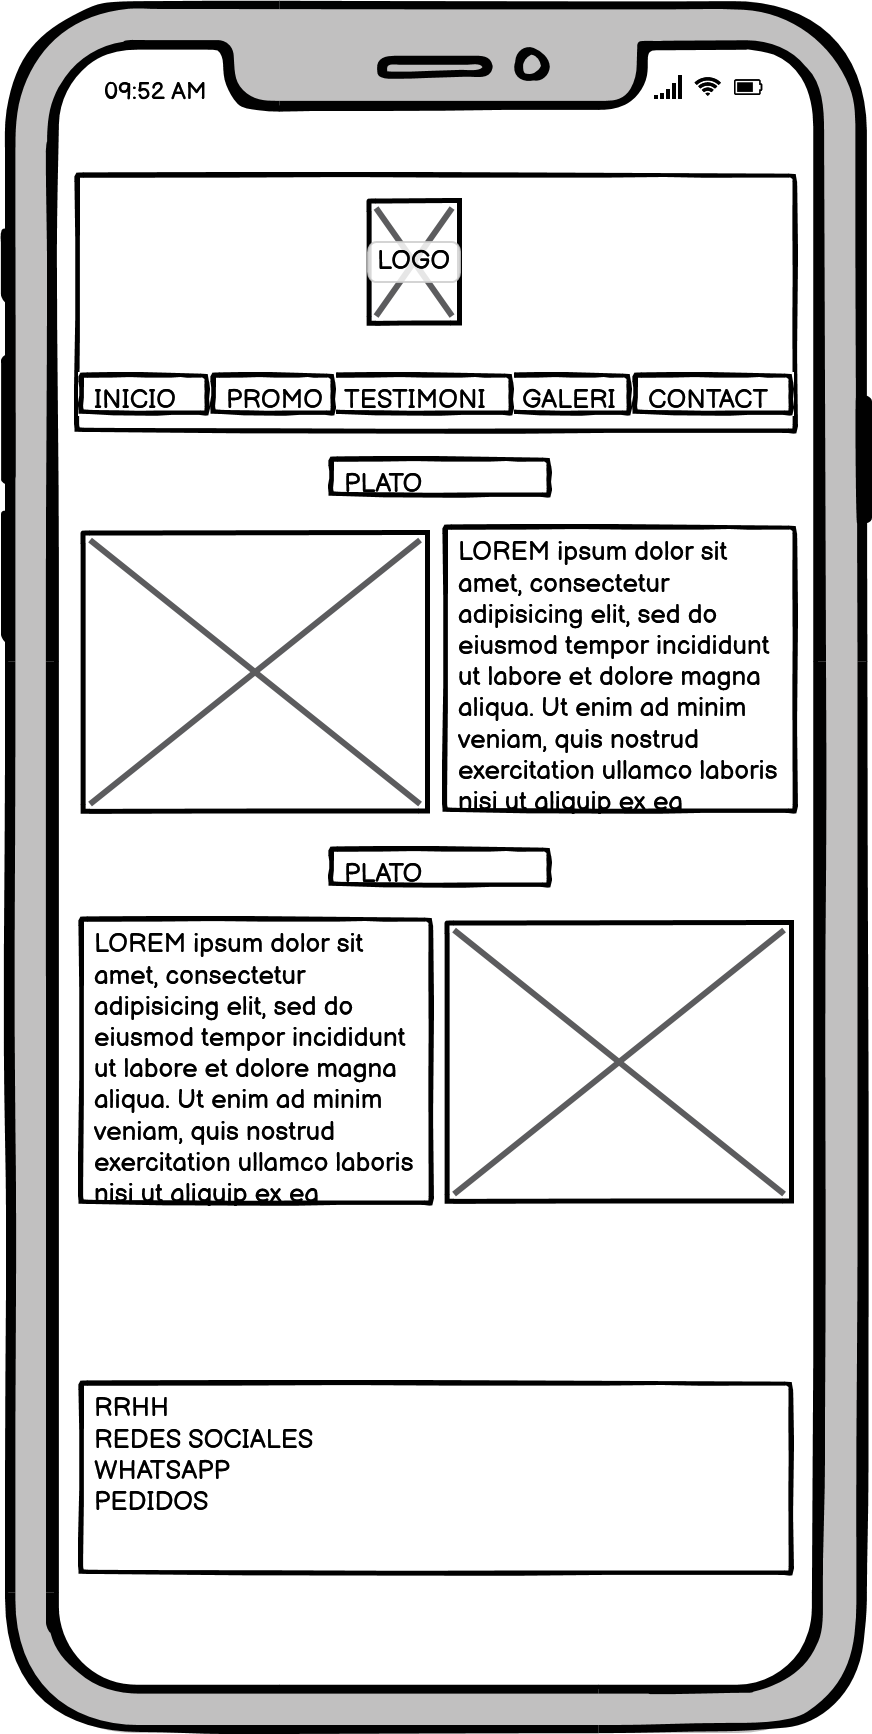 09:52 AM
LOGO
INICIO PROMO TESTIMONI GALERI CONTACT
PLATO
LOREM ipsum dolor sit
amet, consectetur
adipisicing elit, sed do
eiusmod tempor incididunt
ut labore et dolore magna
aliqua. Ut enim ad minim
veniam, quis nostrud
exercitation ullamco laboris
nisi ut aliquip ex ea
PLATO
LOREM ipsum dolor sit
amet, consectetur
adipisicing elit, sed do
eiusmod tempor incididunt
ut labore et dolore magna
aliqua. Ut enim ad minim
veniam, quis nostrud
exercitation ullamco laboris
nisi ut aliquip ex ea
RRHH
REDES SOCIALES
WHATSAPP
PEDIDOS